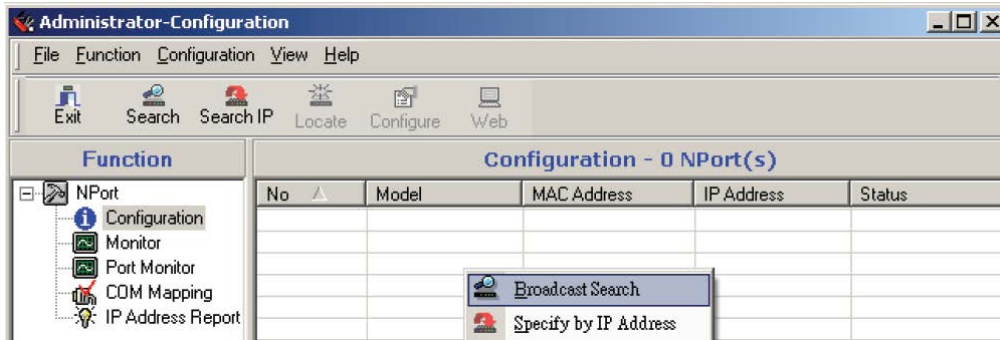 Administrator-Configuration
File Function Configuration View Help
Exit Search Search IP Locate Configure Web
Function
Configuration - 0 NPort(s)
NPort
Configuration
Monitor
Port Monitor
COM Mapping
IP Address Report
No Model MAC Address IP Address Status
Broadcast Search
Specify by IP Address